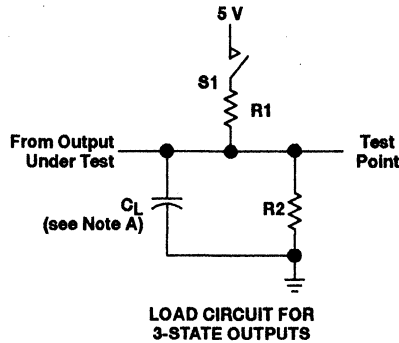 5 V
S1
R1
From Output
Under Test
Test
Point
CL
(see Note A)
R2
LOAD CIRCUIT FOR
3-STATE OUTPUTS